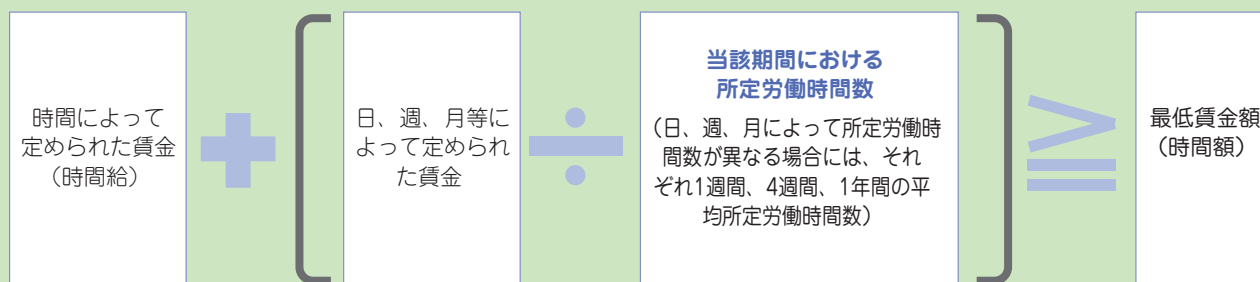 時間によって
定められた賃金
（時間給）
日、週、月等に
よって定められ
た賃金
÷
当該期間における
所定労働時間数
（日、週、月によって所定労働時
間数が異なる場合には、それ
ぞれ1週間、4週間、1年間の平
均所定労働時間数）
≧
最低賃金額
（時間額）